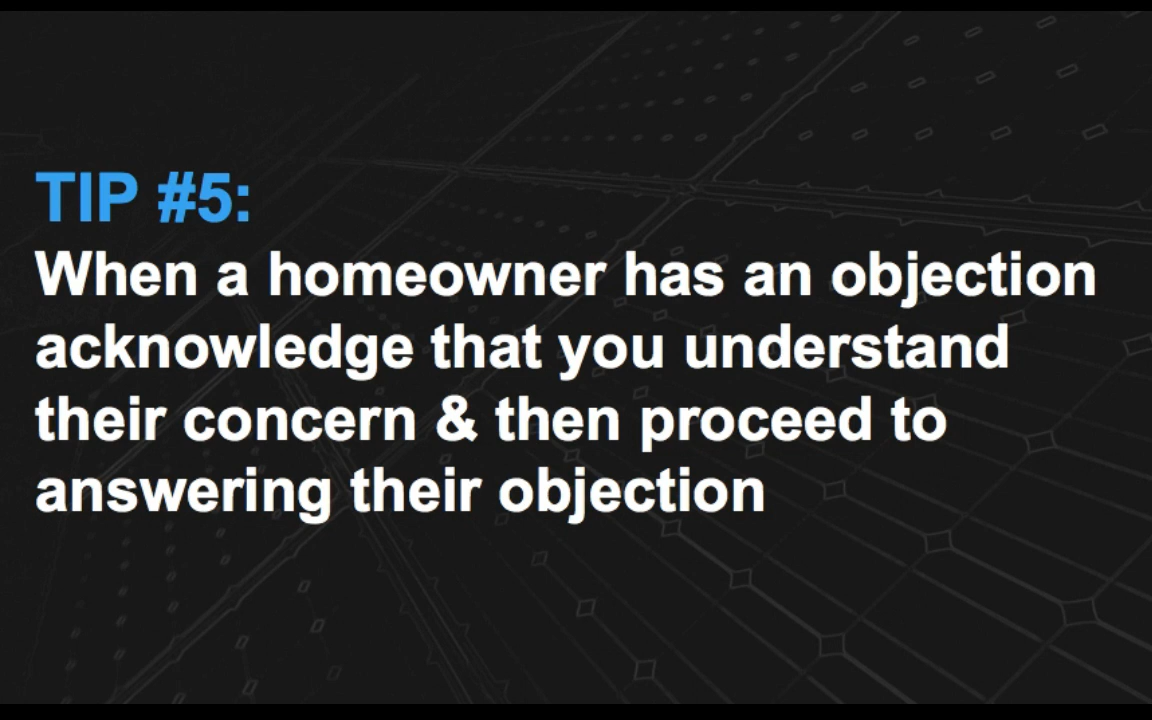 TIP #5:
When a homeowner has an objection
acknowledge that you understand
their concern & then proceed to
answering their objection